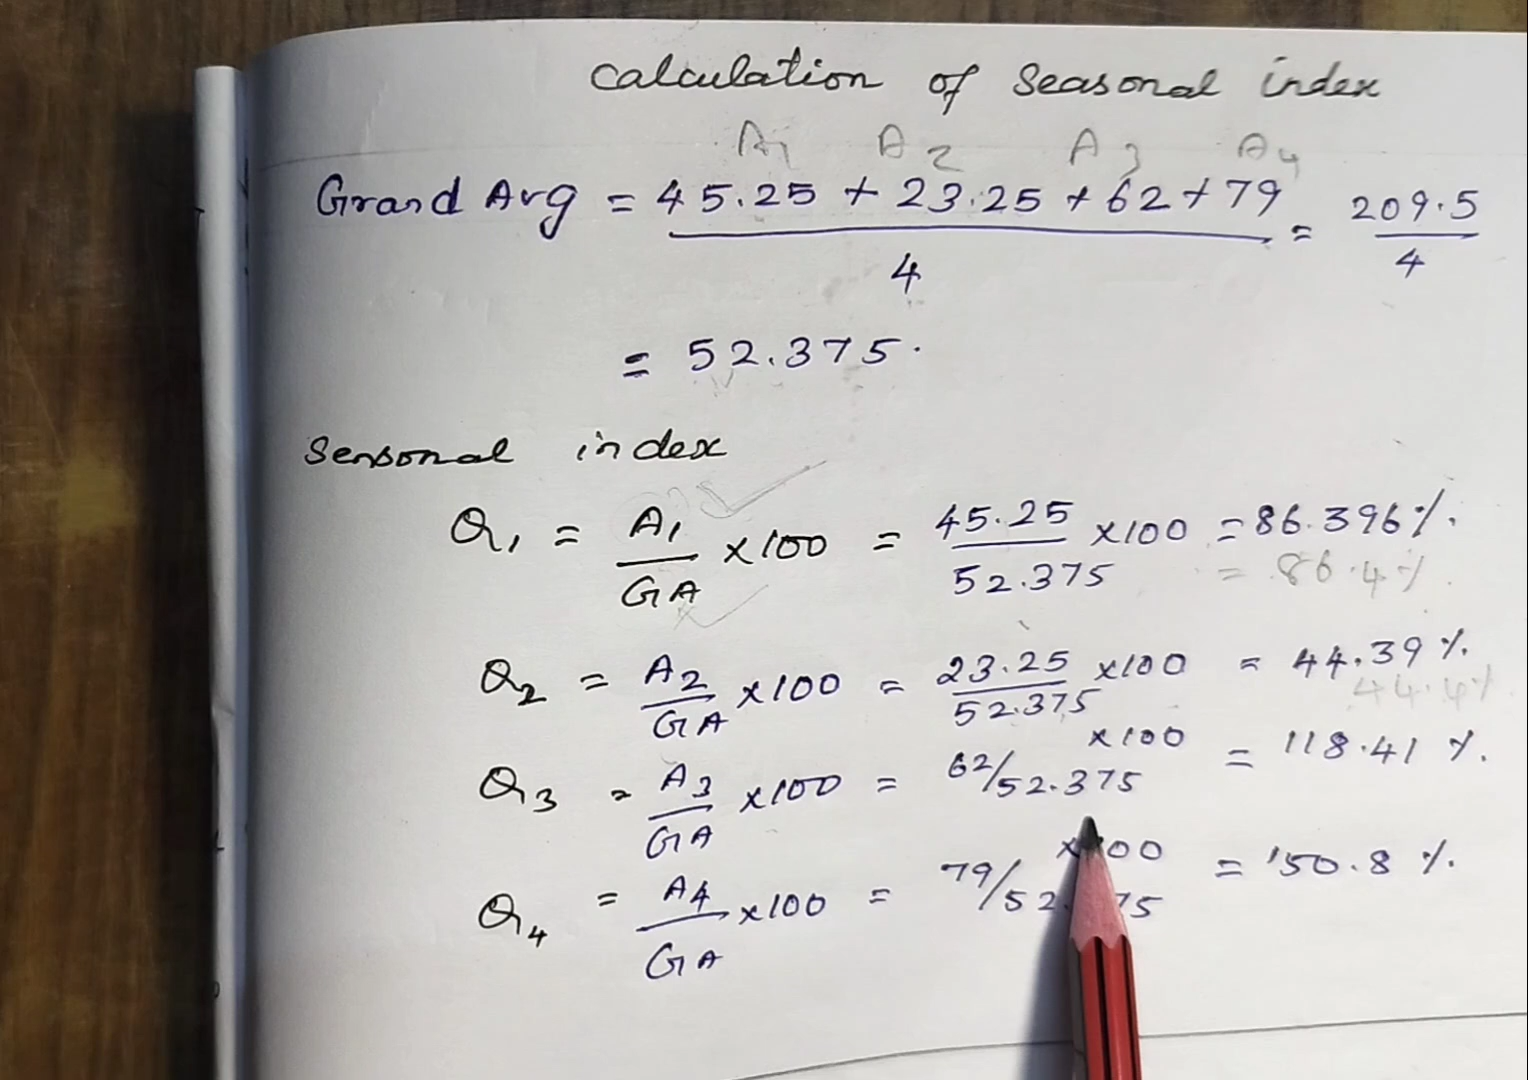 Calculation of Seasonal index
A1 A2 A3 A4
Grand Avg = 45.25 + 23.25 + 62 + 79 / 4 = 209.5 / 4
= 52.375.
Sensonal index
Q1 = A1/GA x100 = 45.25/52.375 x100 = 86.396%.
= 86.4%.
Q2 = A2/GA x100 = 23.25/52.375 x100 = 44.39%.
44.4%
Q3 = A3/GA x100 = 62/52.375 x100 = 118.41%.
Q4 = A4/GA x100 = 79/52. 75 x 00 = 150.8%.